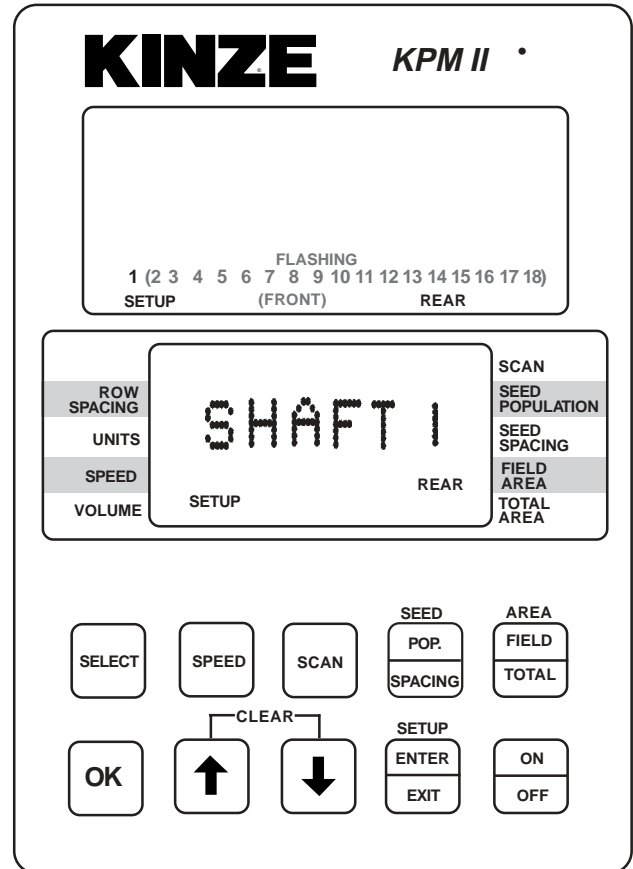 KINZE® KPM II
FLASHING
1 (2 3 4 5 6 7 8 9 10 11 12 13 14 15 16 17 18)
SETUP (FRONT) REAR
ROW SPACING
UNITS
SPEED
VOLUME
SHAFT 1
SETUP REAR
SCAN
SEED POPULATION
SEED SPACING
FIELD AREA
TOTAL AREA
SEED AREA
SELECT SPEED SCAN POP. SPACING FIELD TOTAL
CLEAR SETUP
OK ENTER EXIT ON OFF